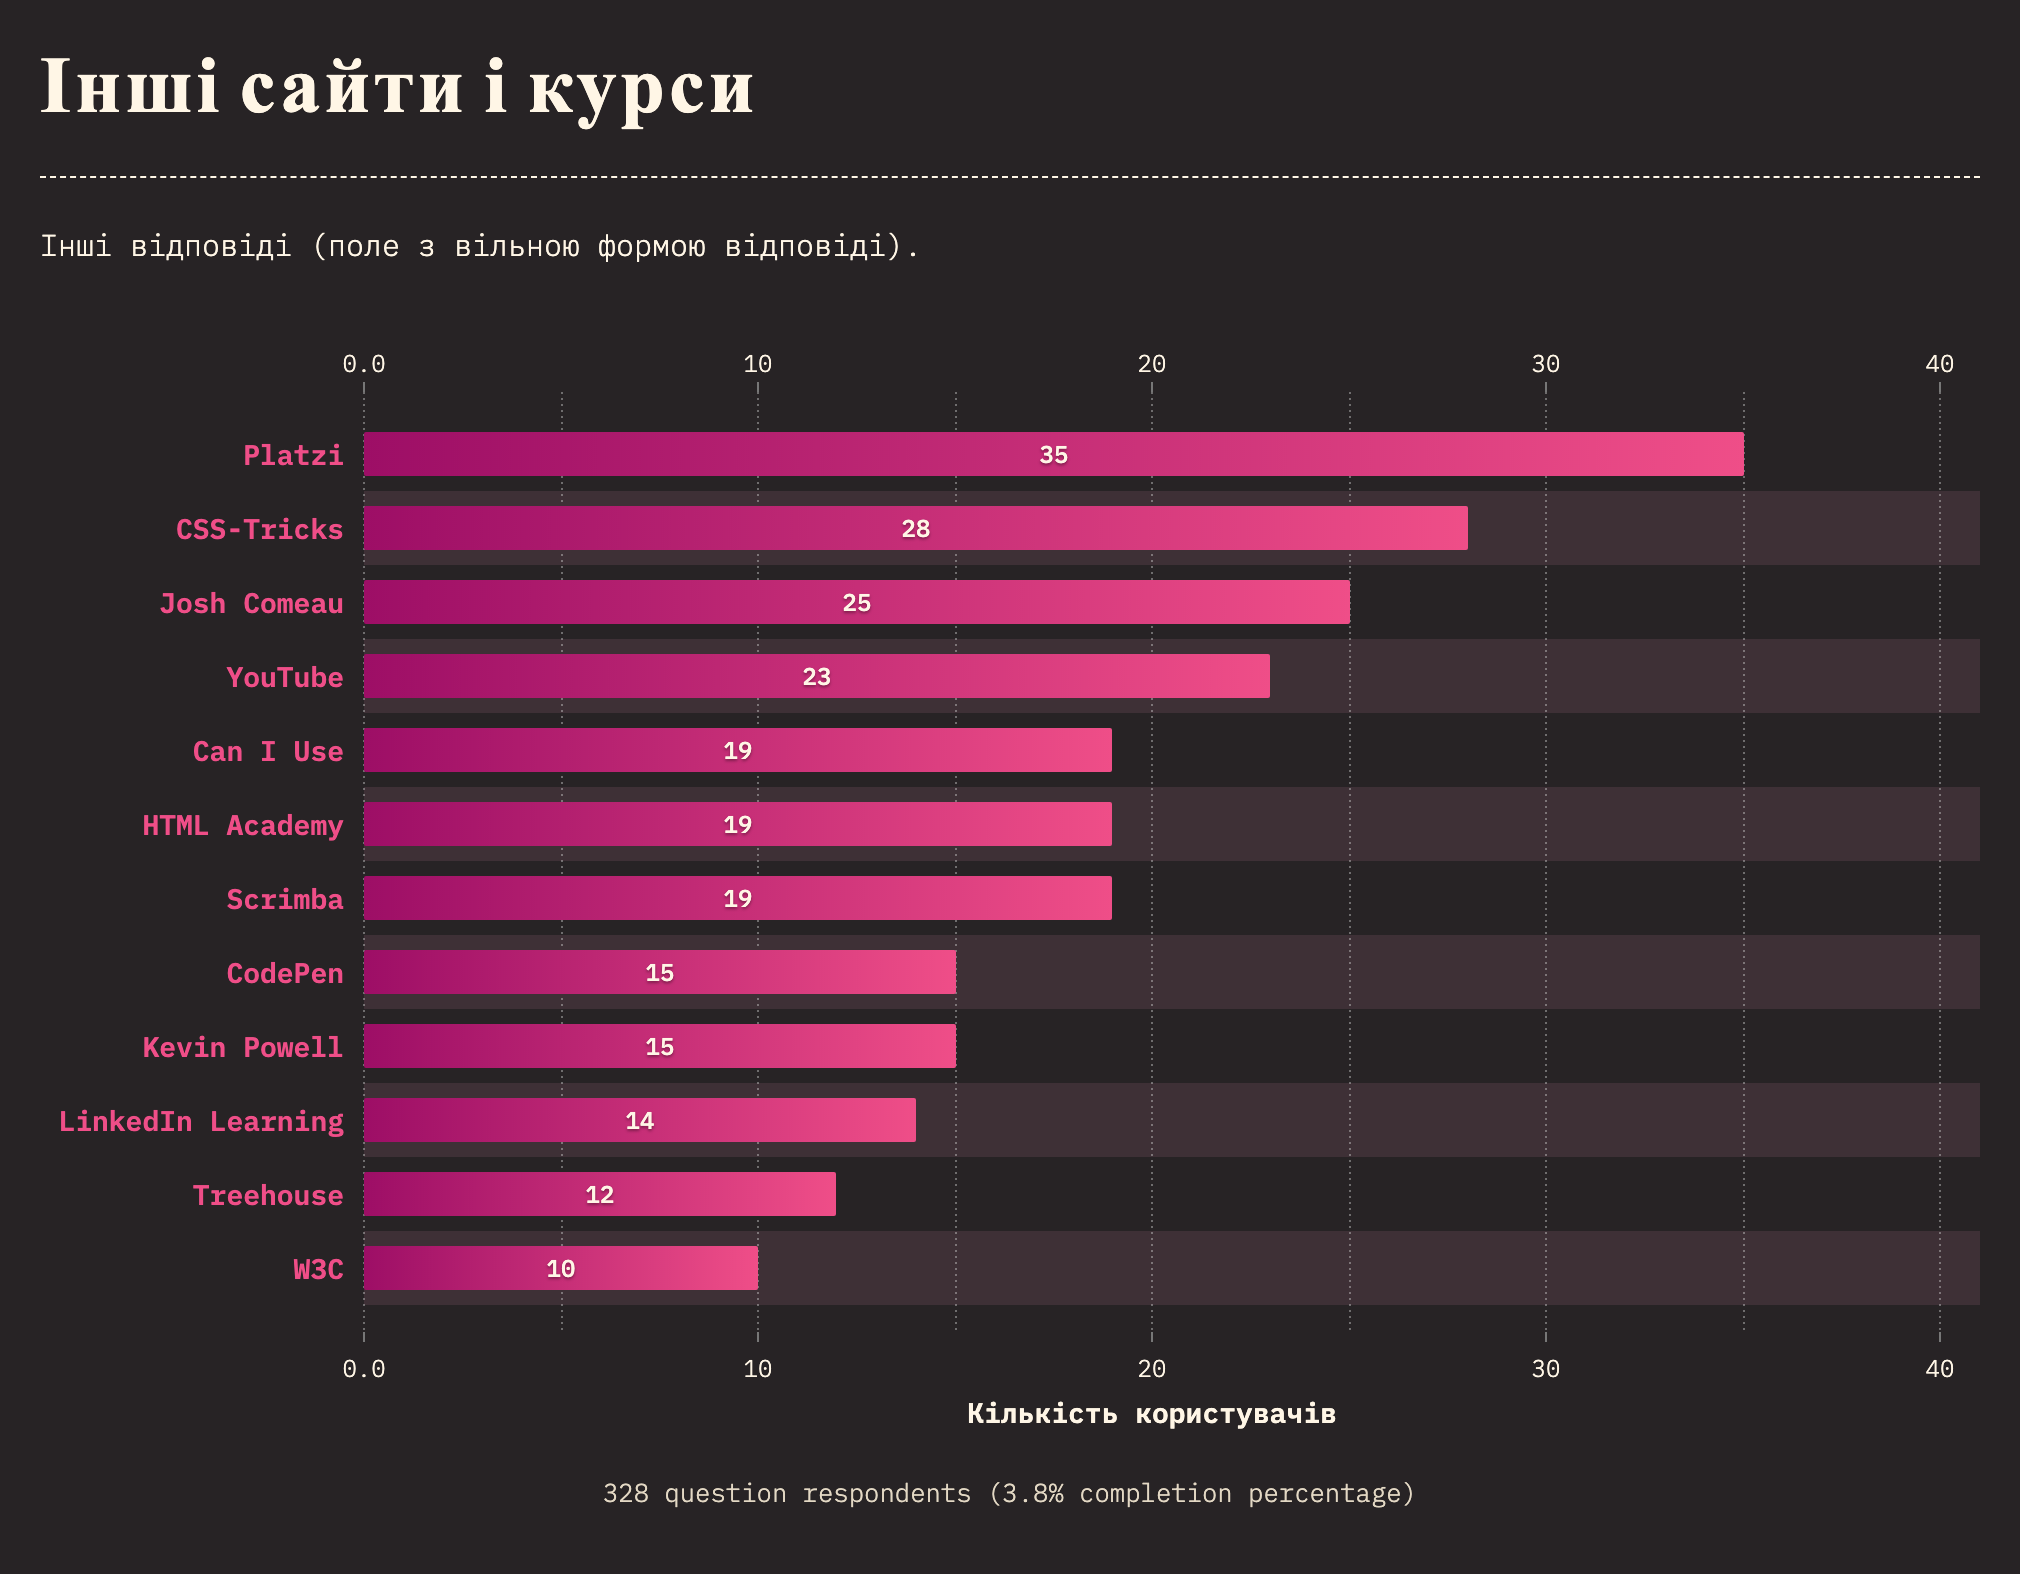 Інші сайти і курси
Інші відповіді (поле з вільною формою відповіді).
0.0 10 20 30 40
Platzi 35
CSS-Tricks 28
Josh Comeau 25
YouTube 23
Can I Use 19
HTML Academy 19
Scrimba 19
CodePen 15
Kevin Powell 15
LinkedIn Learning 14
Treehouse 12
W3C 10
0.0 10 20 30 40
Кількість користувачів
328 question respondents (3.8% completion percentage)